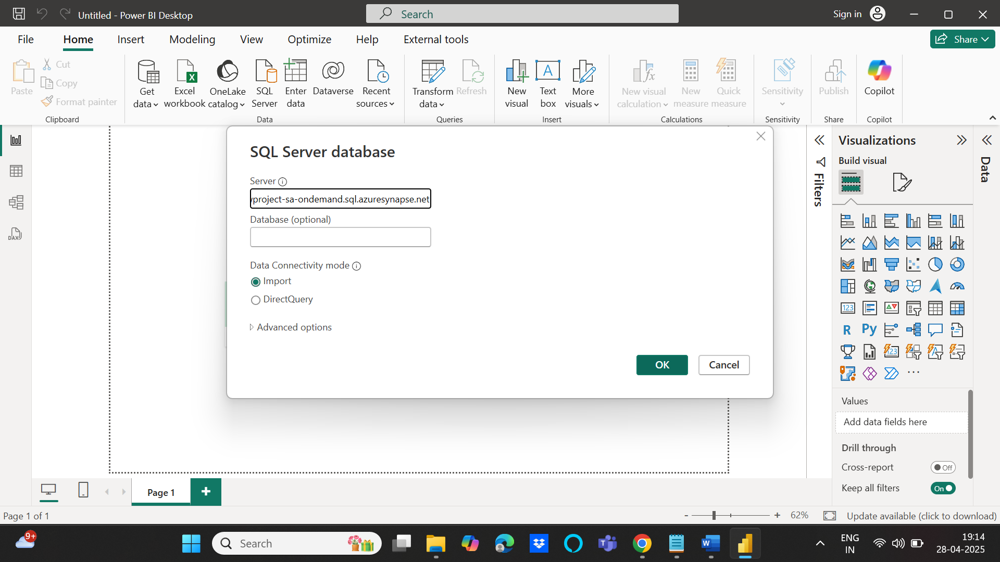 Untitled - Power BI Desktop
Search
Sign in
File Home Insert Modeling View Optimize Help External tools
Share
Paste
Cut
Copy
Format painter
Clipboard
Get data
Excel workbook
OneLake catalog
SQL Server
Enter data
Dataverse
Recent sources
Data
Transform data
Refresh
Queries
New visual
Text box
More visuals
Insert
New visual calculation
New measure
Quick measure
Calculations
Sensitivity
Sensitivity
Publish
Share
Copilot
Copilot
SQL Server database
Server
project-sa-ondemand.sql.azuresynapse.net
Database (optional)
Data Connectivity mode
Import
DirectQuery
Advanced options
OK
Cancel
Filters
Visualizations
Build visual
Data
123
R
Py
123
Values
Add data fields here
Drill through
Cross-report
Off
Keep all filters
On
DAX
Page 1
Page 1 of 1
- + 62%
Update available (click to download)
9+
Search
ENG
IN
19:14
28-04-2025